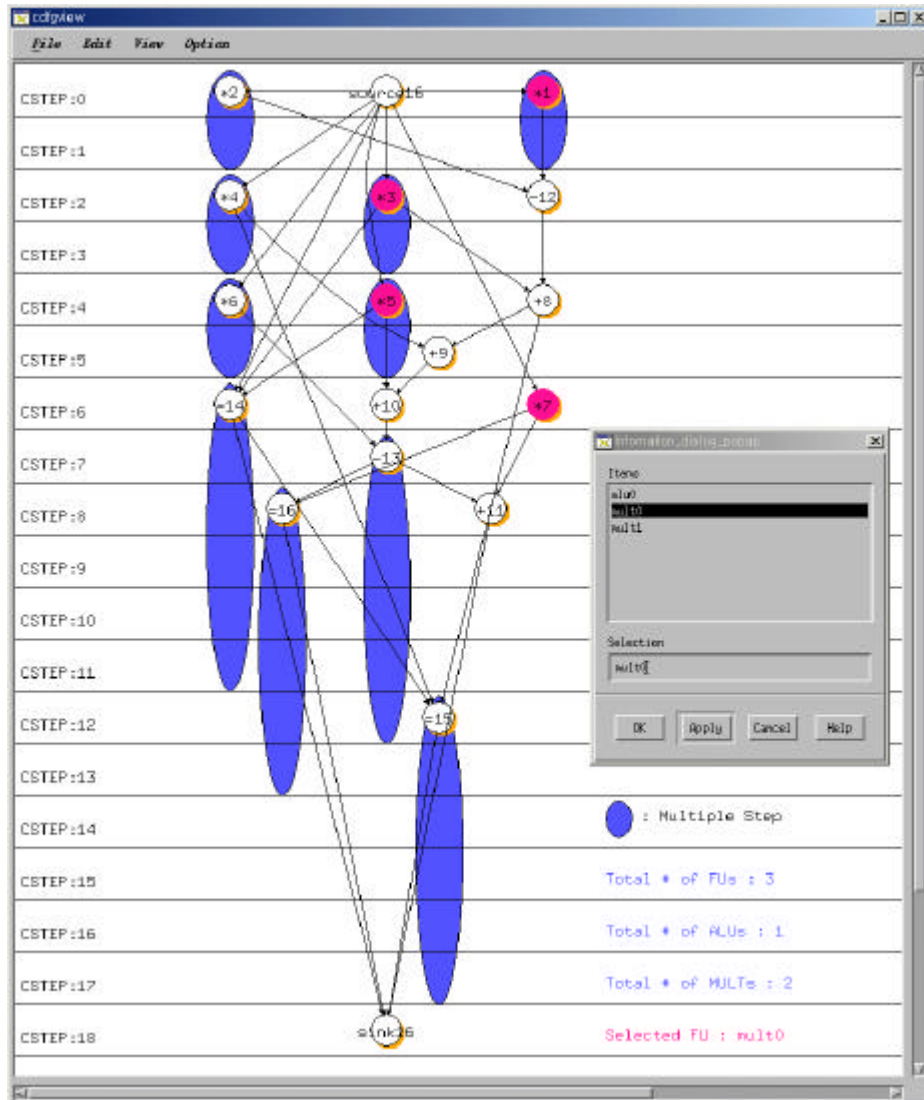 cdfgview
File Edit View Option
CSTEP:0
*2
source16
*1
CSTEP:1
CSTEP:2
*4
*3
-12
CSTEP:3
CSTEP:4
*6
*5
+8
CSTEP:5
+9
CSTEP:6
=14
+10
*7
CSTEP:7
-13
CSTEP:8
=16
+11
CSTEP:9
CSTEP:10
CSTEP:11
CSTEP:12
=15
CSTEP:13
CSTEP:14
CSTEP:15
CSTEP:16
CSTEP:17
CSTEP:18
sink16
Information_dialog_popup
Items
alu0
mult0
mult1
Selection
mult0
OK Apply Cancel Help
: Multiple Step
Total # of FUs : 3
Total # of ALUs : 1
Total # of MULTs : 2
Selected FU : mult0